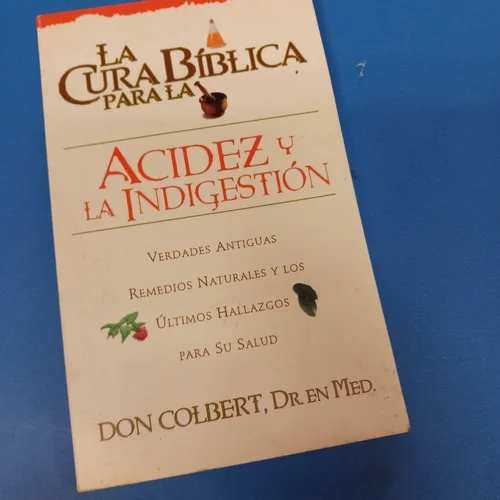 LA
CURA BÍBLICA
PARA LA
ACIDEZ Y
LA INDIGESTIÓN
VERDADES ANTIGUAS
REMEDIOS NATURALES Y LOS
ÚLTIMOS HALLAZGOS
PARA SU SALUD
DON COLBERT, DR. EN MED.